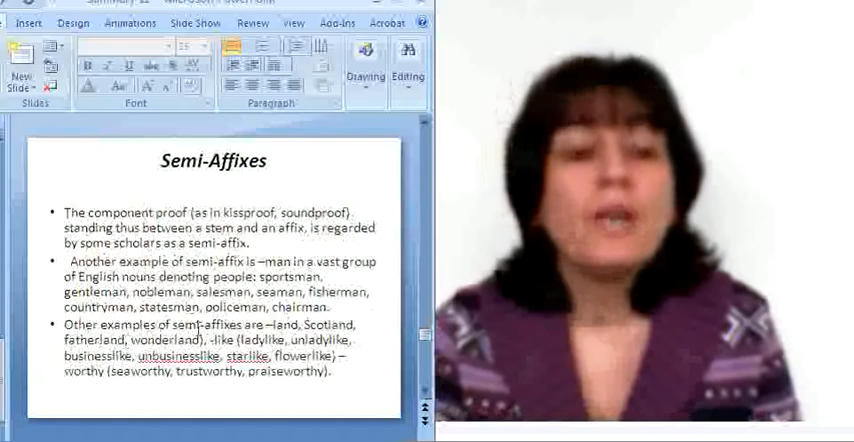 Insert Design Animations Slide Show Review View Add-Ins Acrobat
New
Slide
Drawing Editing
Slides Font Paragraph
Semi-Affixes
• The component proof (as in kissproof, soundproof)
standing thus between a stem and an affix, is regarded
by some scholars as a semi-affix.
• Another example of semi-affix is –man in a vast group
of English nouns denoting people: sportsman,
gentleman, nobleman, salesman, seaman, fisherman,
countryman, statesman, policeman, chairman.
• Other examples of semi-affixes are –land, Scotland,
fatherland, wonderland), -like (ladylike, unladylike,
businesslike, unbusinesslike, starlike, flowerlike) –
worthy (seaworthy, trustworthy, praiseworthy).